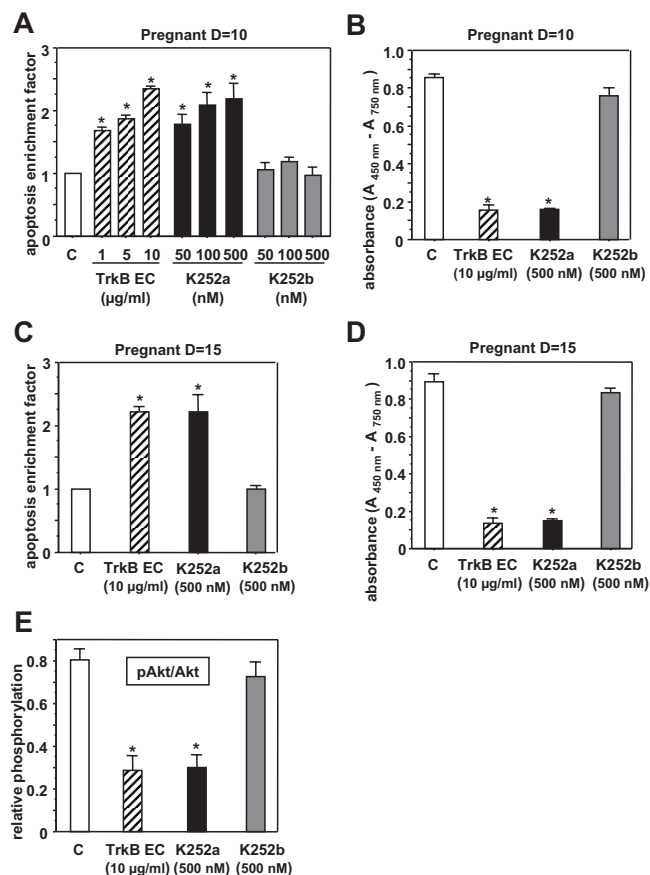 A
Pregnant D=10
apoptosis enrichment factor
3
2
1
0
* * * * * *
C 1 5 10 50 100 500 50 100 500
TrkB EC K252a K252b
(µg/ml) (nM) (nM)
B
Pregnant D=10
absorbance (A 450 nm - A 750 nm)
1.0
0.8
0.6
0.4
0.2
0
* *
C TrkB EC K252a K252b
(10 µg/ml) (500 nM) (500 nM)
C
Pregnant D=15
apoptosis enrichment factor
3
2
1
0
* *
C TrkB EC K252a K252b
(10 µg/ml) (500 nM) (500 nM)
D
Pregnant D=15
absorbance (A 450 nm - A 750 nm)
1.0
0.8
0.6
0.4
0.2
0
* *
C TrkB EC K252a K252b
(10 µg/ml) (500 nM) (500 nM)
E
pAkt/Akt
relative phosphorylation
0.8
0.6
0.4
0.2
0
* *
C TrkB EC K252a K252b
(10 µg/ml) (500 nM) (500 nM)